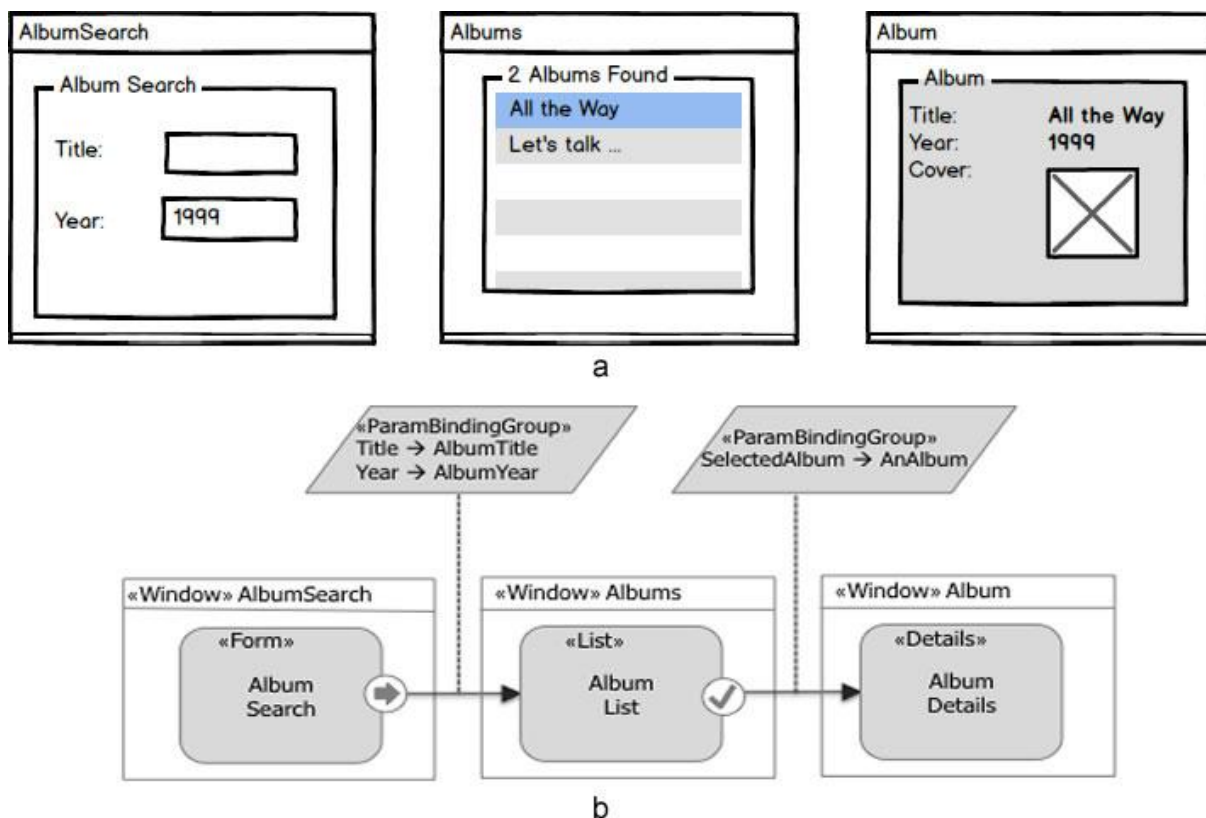 AlbumSearch
Album Search
Title:
Year:
1999
Albums
2 Albums Found
All the Way
Let's talk ...
Album
Album
Title:
All the Way
Year:
1999
Cover:
a
«ParamBindingGroup»
Title → AlbumTitle
Year → AlbumYear
«ParamBindingGroup»
SelectedAlbum → AnAlbum
«Window» AlbumSearch
«Form»
Album
Search
«Window» Albums
«List»
Album
List
«Window» Album
«Details»
Album
Details
b